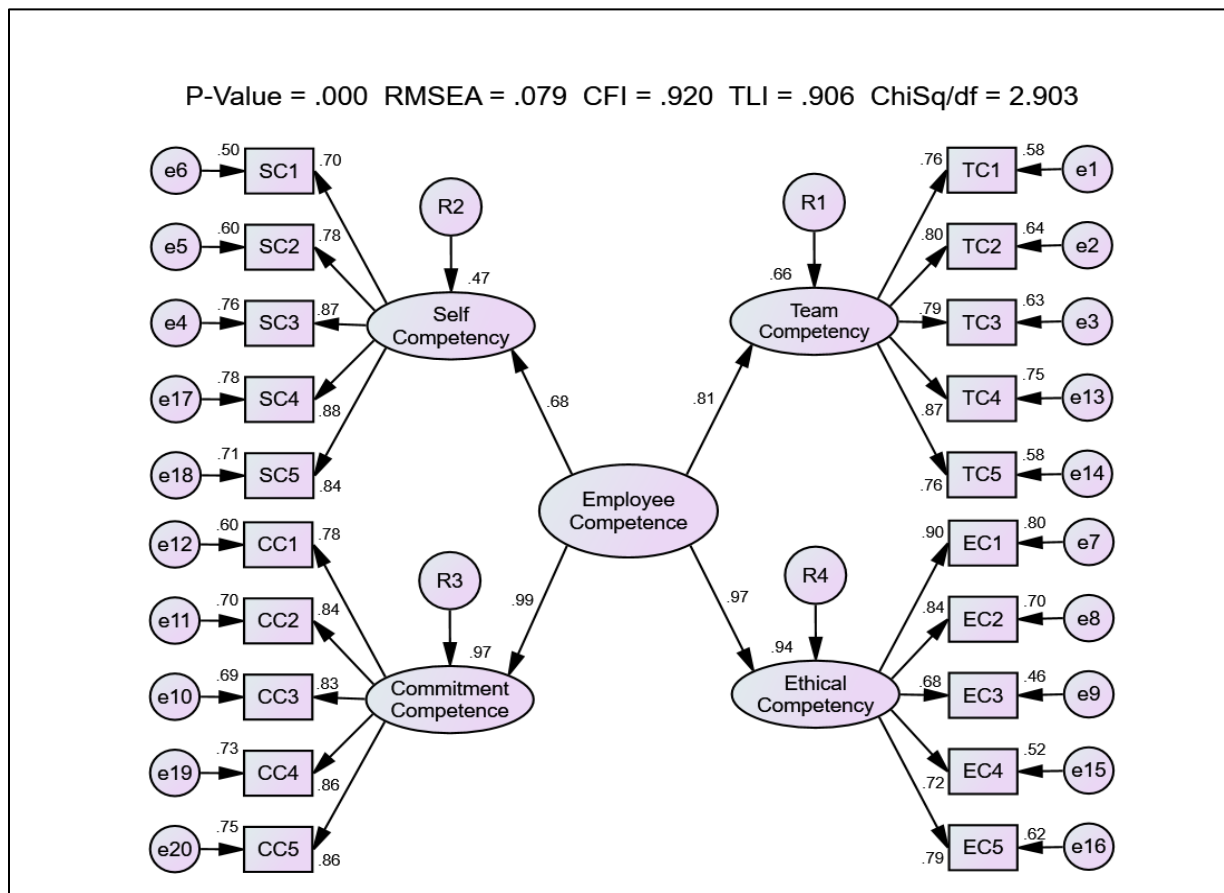 P-Value = .000 RMSEA = .079 CFI = .920 TLI = .906 ChiSq/df = 2.903
e6
.50
SC1
.70
e5
.60
SC2
.78
e4
.76
SC3
.87
e17
.78
SC4
.88
e18
.71
SC5
.84
R2
.47
Self
Competency
.68
R1
.66
Team
Competency
.81
.76
TC1
.58
e1
.80
TC2
.64
e2
.79
TC3
.63
e3
.87
TC4
.75
e13
.76
TC5
.58
e14
Employee
Competence
e12
.60
CC1
.78
e11
.70
CC2
.84
e10
.69
CC3
.83
e19
.73
CC4
.86
e20
.75
CC5
.86
R3
.97
Commitment
Competence
.99
R4
.94
Ethical
Competency
.97
.90
EC1
.80
e7
.84
EC2
.70
e8
.68
EC3
.46
e9
.72
EC4
.52
e15
.79
EC5
.62
e16